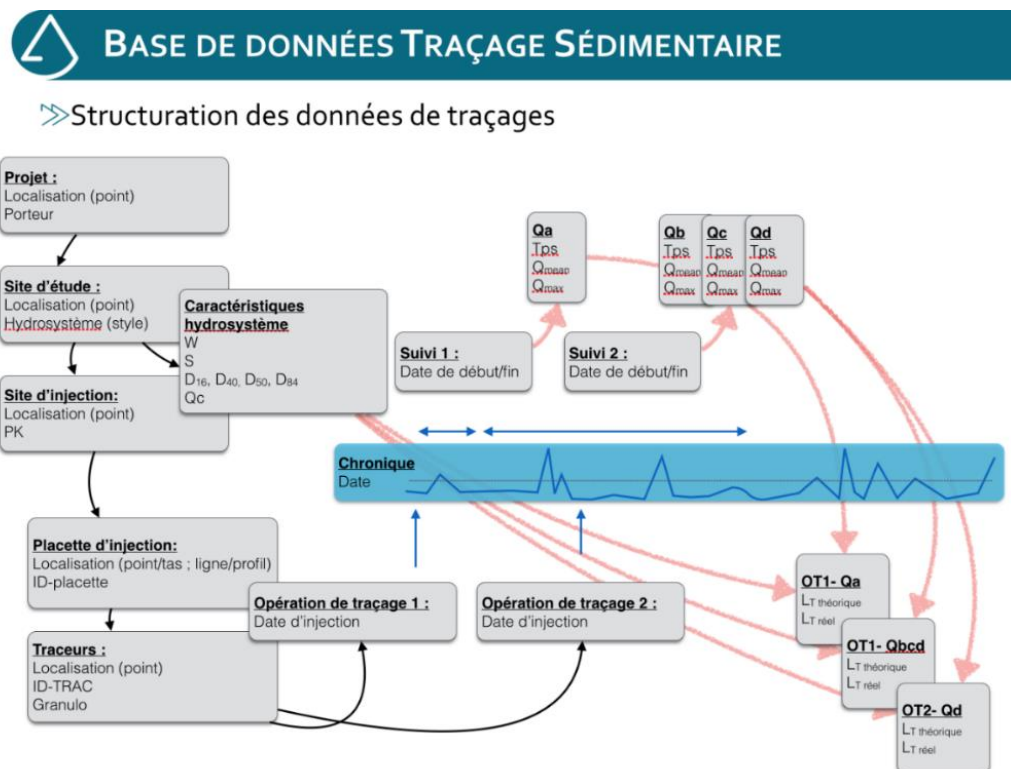 BASE DE DONNÉES TRAÇAGE SÉDIMENTAIRE
Structuration des données de traçages
Projet :
Localisation (point)
Porteur
Site d'étude :
Localisation (point)
Hydrosystème (style)
Caractéristiques
hydrosystème
W
S
D16, D40, D50, D84
Qc
Site d'injection:
Localisation (point)
PK
Qa
Tps
Qmean
Qmax
Qb
Tps
Qmean
Qmax
Qc
Tps
Qmean
Qmax
Qd
Tps
Qmean
Qmax
Suivi 1 :
Date de début/fin
Suivi 2 :
Date de début/fin
Chronique
Date
Placette d'injection:
Localisation (point/tas ; ligne/profil)
ID-placette
Traceurs :
Localisation (point)
ID-TRAC
Granulo
Opération de traçage 1 :
Date d'injection
Opération de traçage 2 :
Date d'injection
OT1- Qa
LT théorique
LT réel
OT1- Qbcd
LT théorique
LT réel
OT2- Qd
LT théorique
LT réel